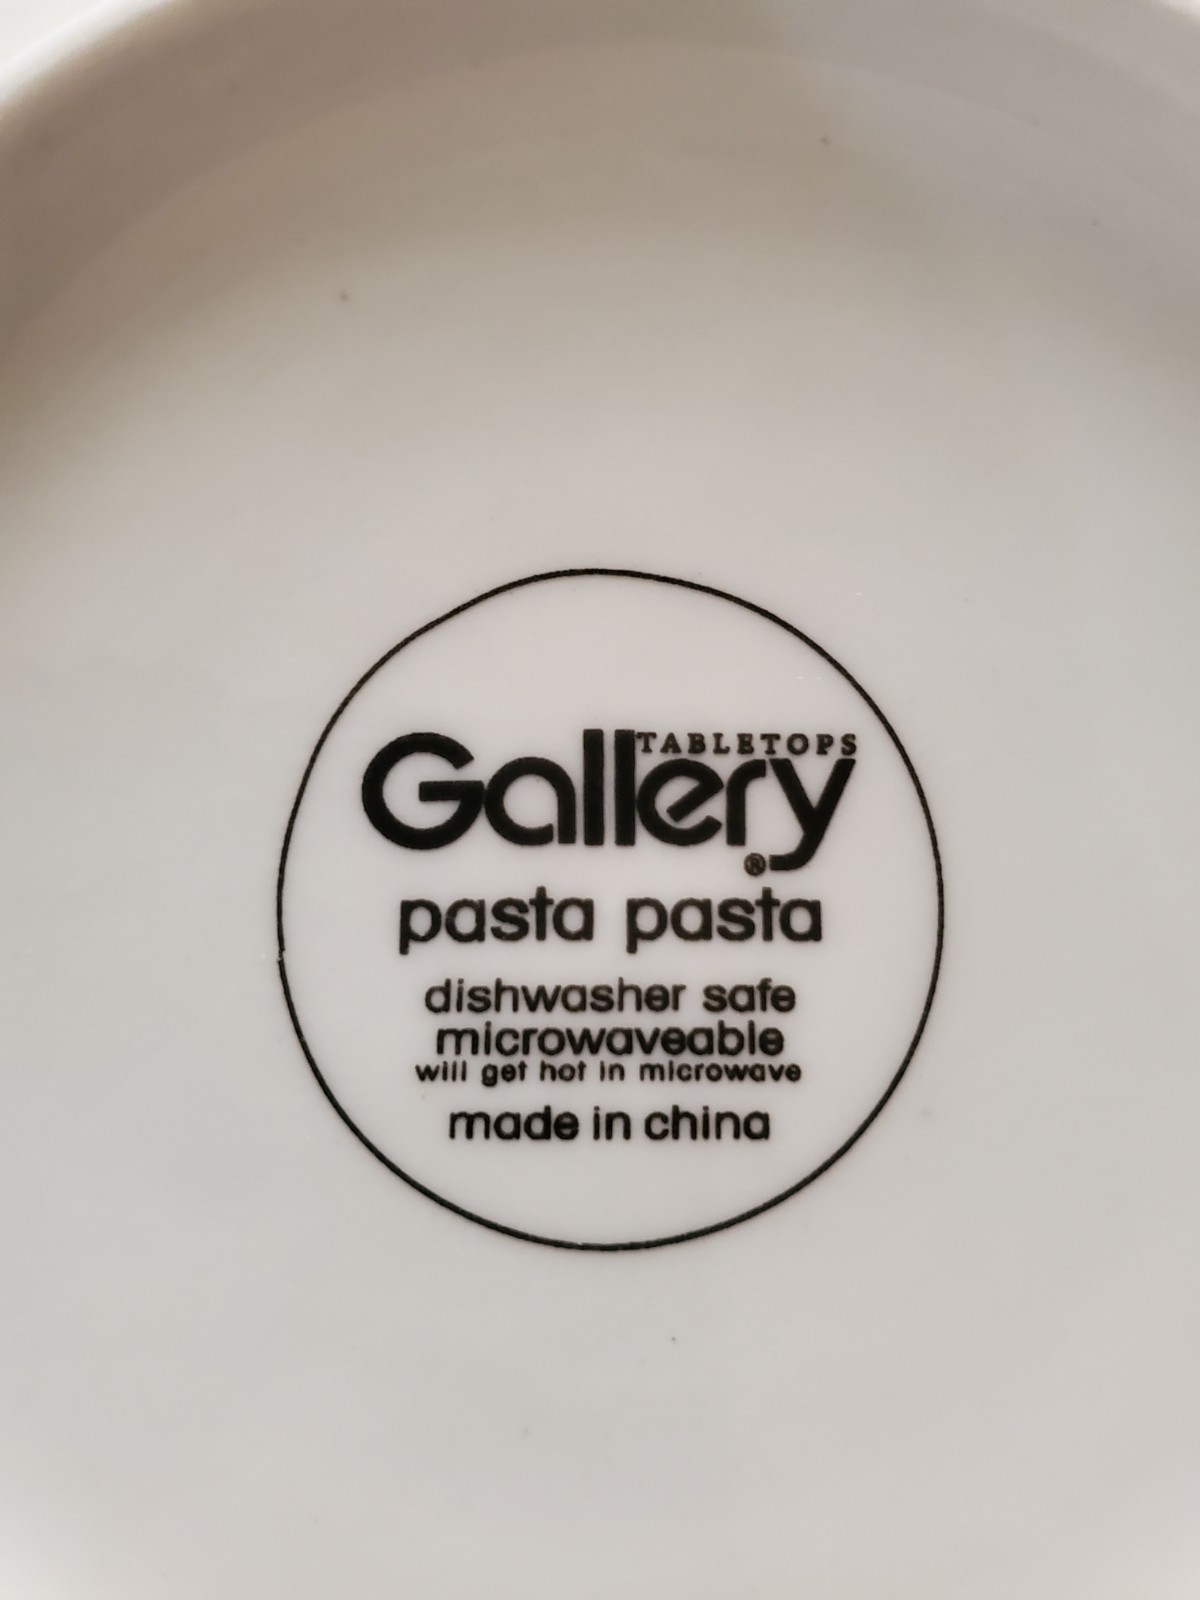 TABLETOPS
Gallery
®
pasta pasta
dishwasher safe
microwaveable
will get hot in microwave
made in china